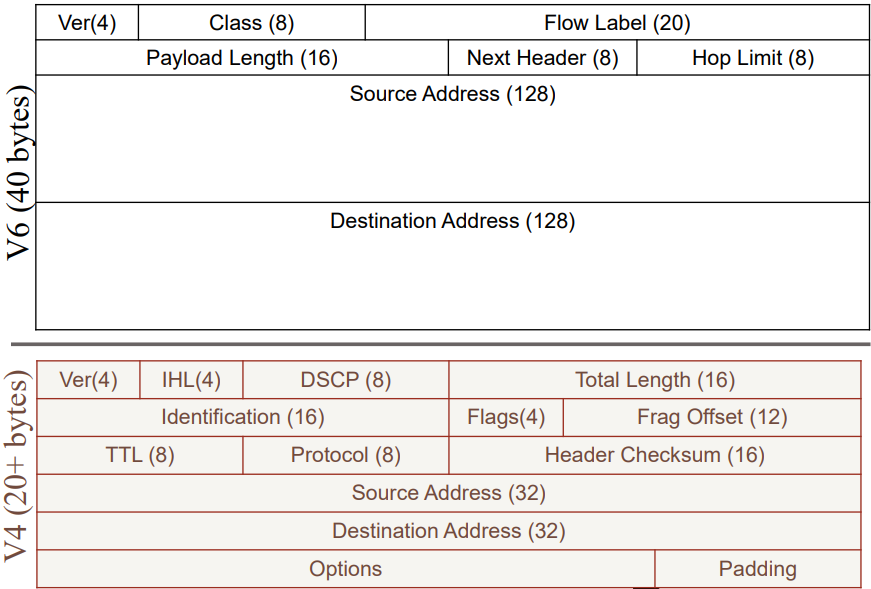 V6 (40 bytes)
Ver(4) Class (8) Flow Label (20)
Payload Length (16) Next Header (8) Hop Limit (8)
Source Address (128)
Destination Address (128)
V4 (20+ bytes)
Ver(4) IHL(4) DSCP (8) Total Length (16)
Identification (16) Flags(4) Frag Offset (12)
TTL (8) Protocol (8) Header Checksum (16)
Source Address (32)
Destination Address (32)
Options Padding